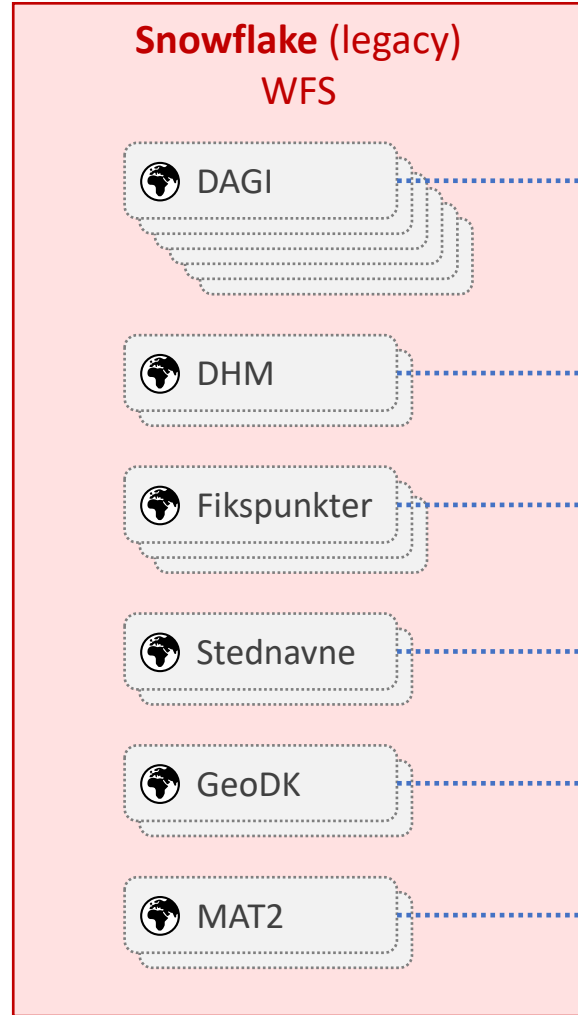 Snowflake (legacy)
WFS
DAGI
DHM
Fikspunkter
Stednavne
GeoDK
MAT2